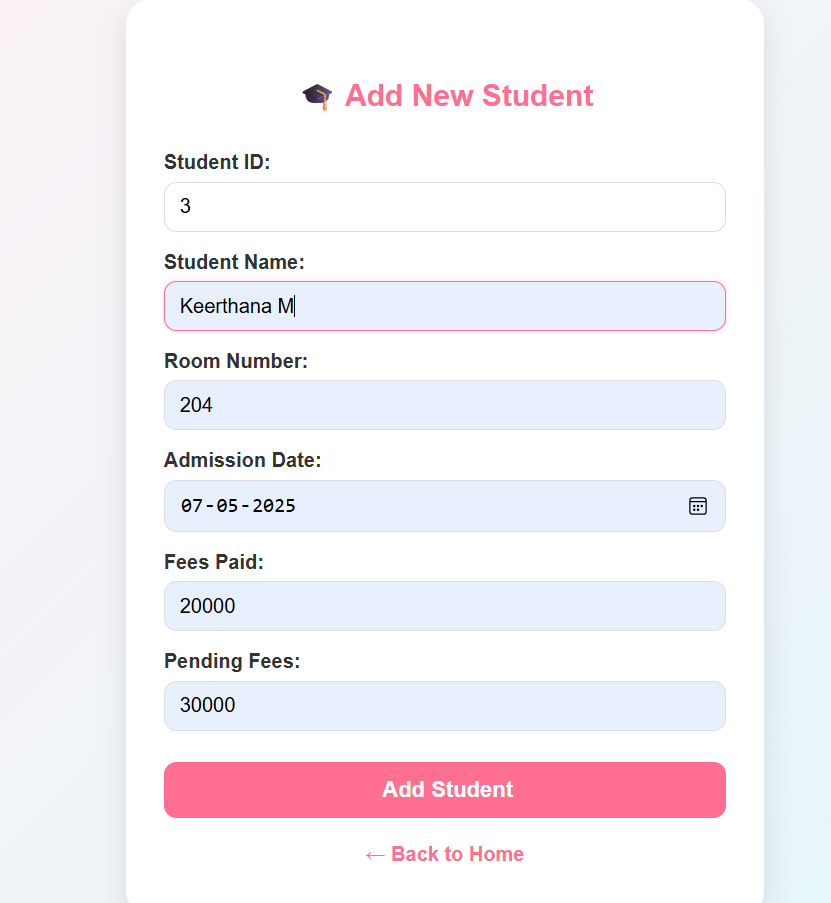 🎓 Add New Student
Student ID:
3
Student Name:
Keerthana M
Room Number:
204
Admission Date:
07-05-2025
Fees Paid:
20000
Pending Fees:
30000
Add Student
← Back to Home